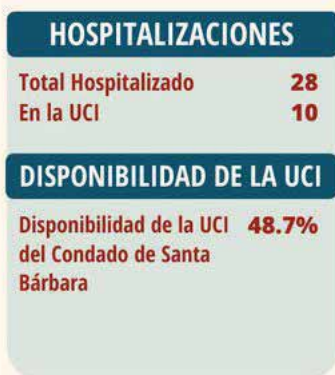 HOSPITALIZACIONES
Total Hospitalizado 28
En la UCI 10
DISPONIBILIDAD DE LA UCI
Disponibilidad de la UCI 48.7%
del Condado de Santa
Bárbara